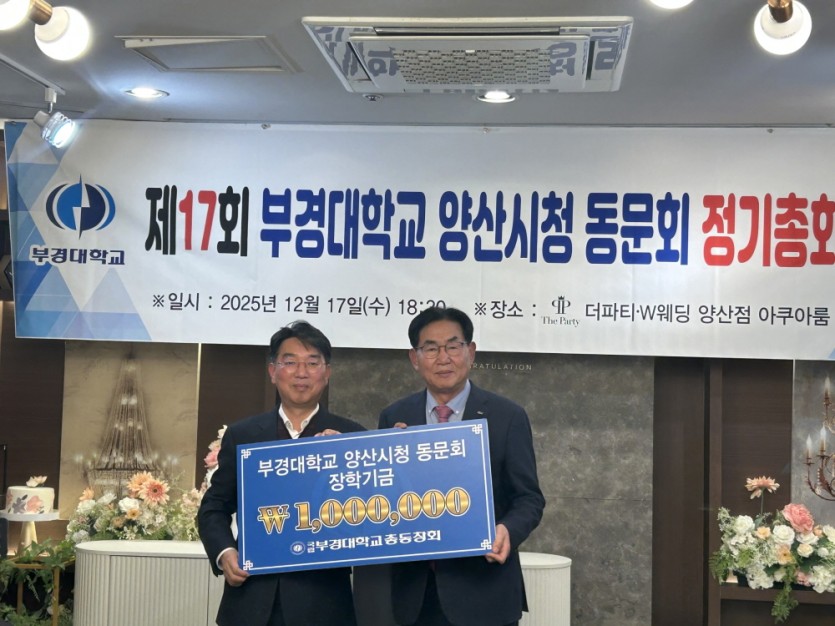 제17회 부경대학교 양산시청 동문회 정기총회
부경대학교
※일시 : 2025년 12월 17일(수) 18:30 ※장소 : The Party 더파티·W웨딩 양산점 아쿠아룸
부경대학교 양산시청 동문회
장학기금
₩ 1,000,000
국립부경대학교총동창회